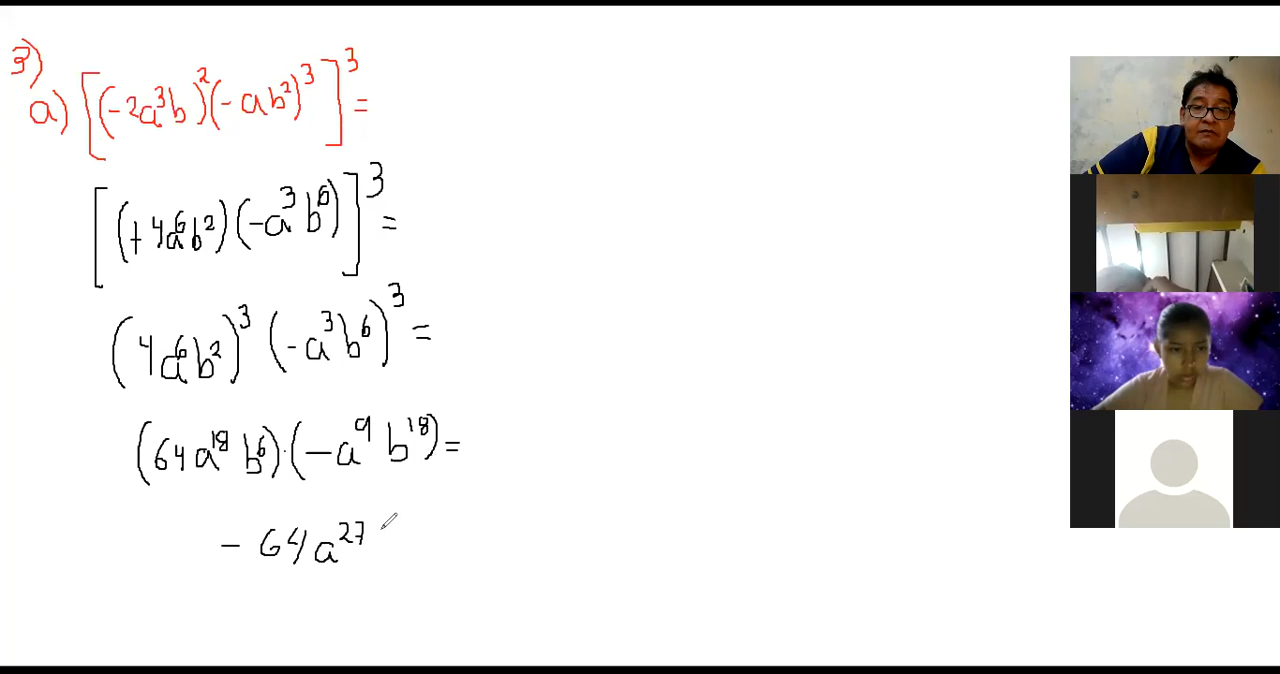 3)
a) [(-2a³b)²(-ab²)³]³=
[(+4a⁶b²)(-a³b⁶)]³=
(4a⁶b²)³(-a³b⁶)³=
(64a¹⁸b⁶)·(-a⁹b¹⁸)=
-64a²⁷